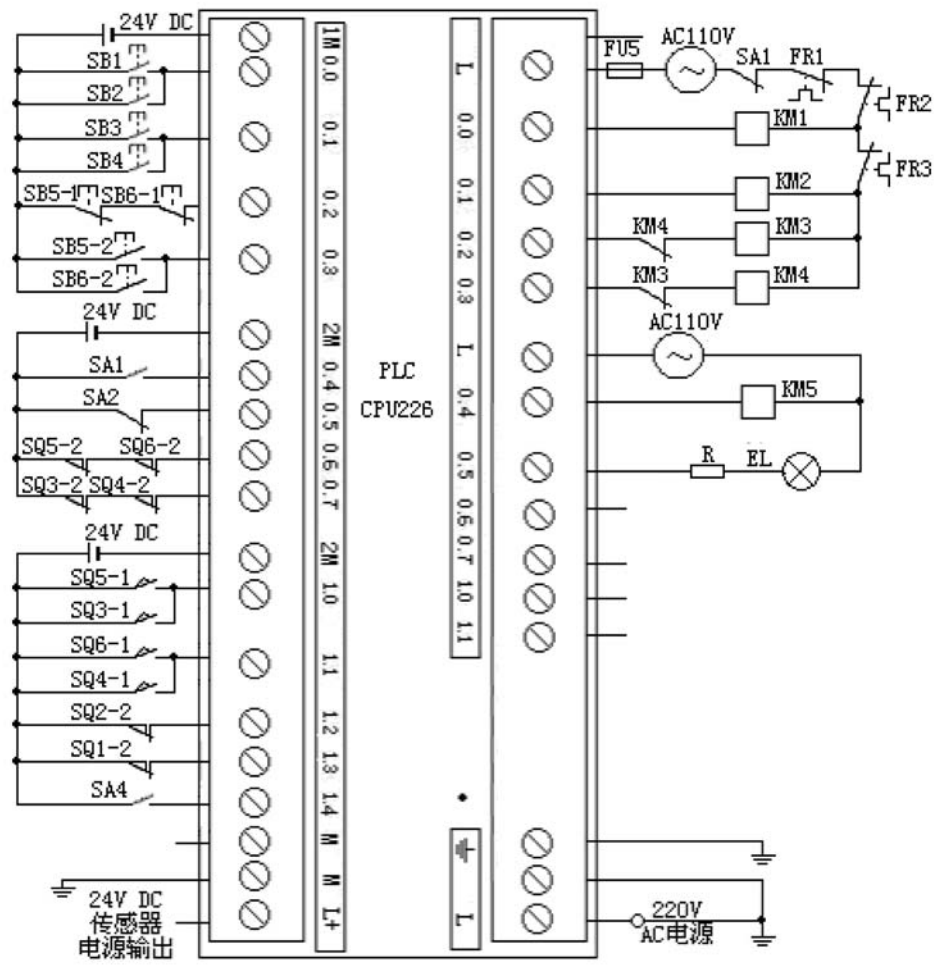 24V DC
SB1
SB2
SB3
SB4
SB5-1 SB6-1
SB5-2
SB6-2
24V DC
SA1
SA2
SQ5-2 SQ6-2
SQ3-2 SQ4-2
24V DC
SQ5-1
SQ3-1
SQ6-1
SQ4-1
SQ2-2
SQ1-2
SA4
24V DC
传感器
电源输出
1M
0.0
0.1
0.2
0.3
2M
0.4
0.5
0.6
0.7
2M
1.0
1.1
1.2
1.3
1.4
M
M
L+
PLC
CPU226
L
0.0
0.1
0.2
0.3
L
0.4
0.5
0.6
0.7
1.0
1.1
L
FU5
AC110V
SA1
FR1
FR2
KM1
FR3
KM2
KM4
KM3
KM3
KM4
AC110V
KM5
R
EL
220V
AC电源